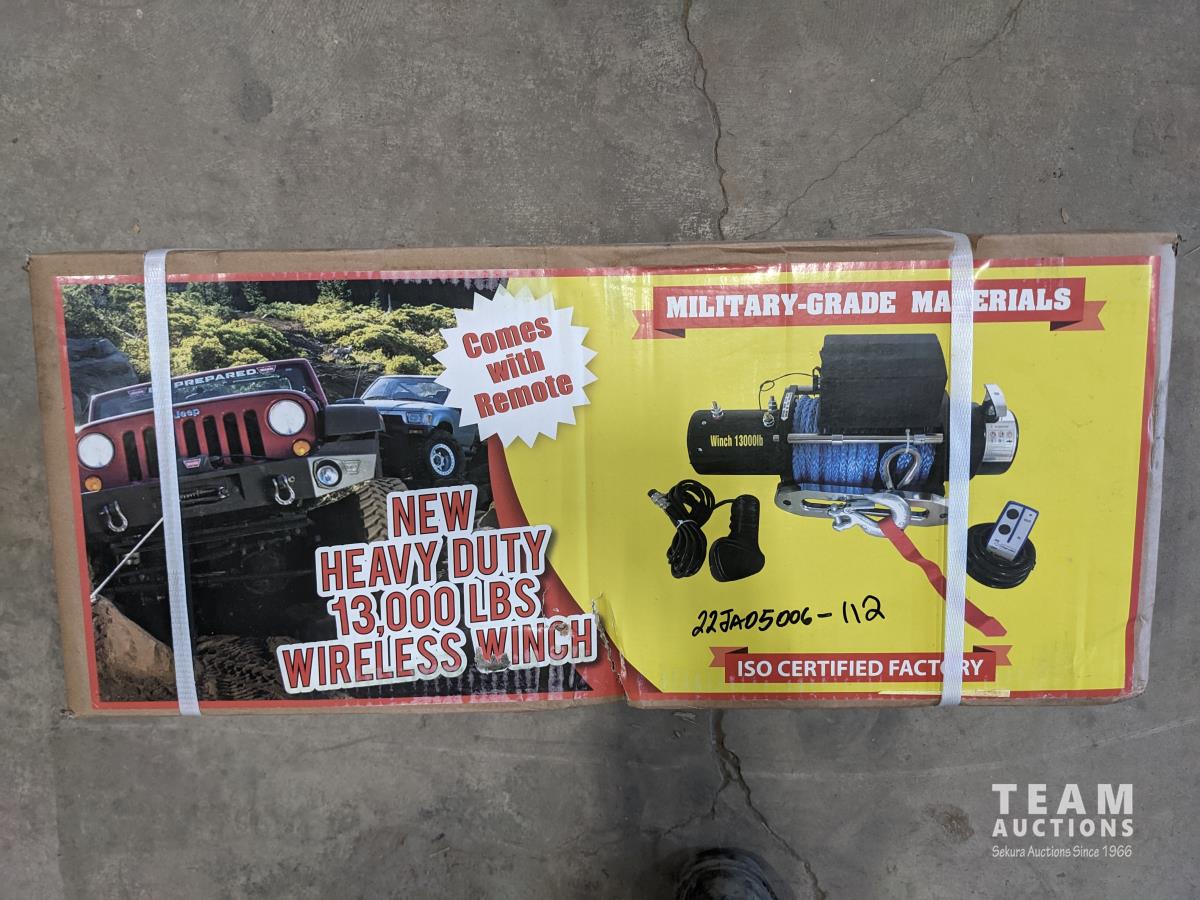 PREPARED
Jeep
Comes
with
Remote
NEW
HEAVY DUTY
13,000 LBS
WIRELESS WINCH
MILITARY-GRADE MATERIALS
Winch 13000lb
22JA05006-112
ISO CERTIFIED FACTORY
TEAM
AUCTIONS
Sekura Auctions Since 1966